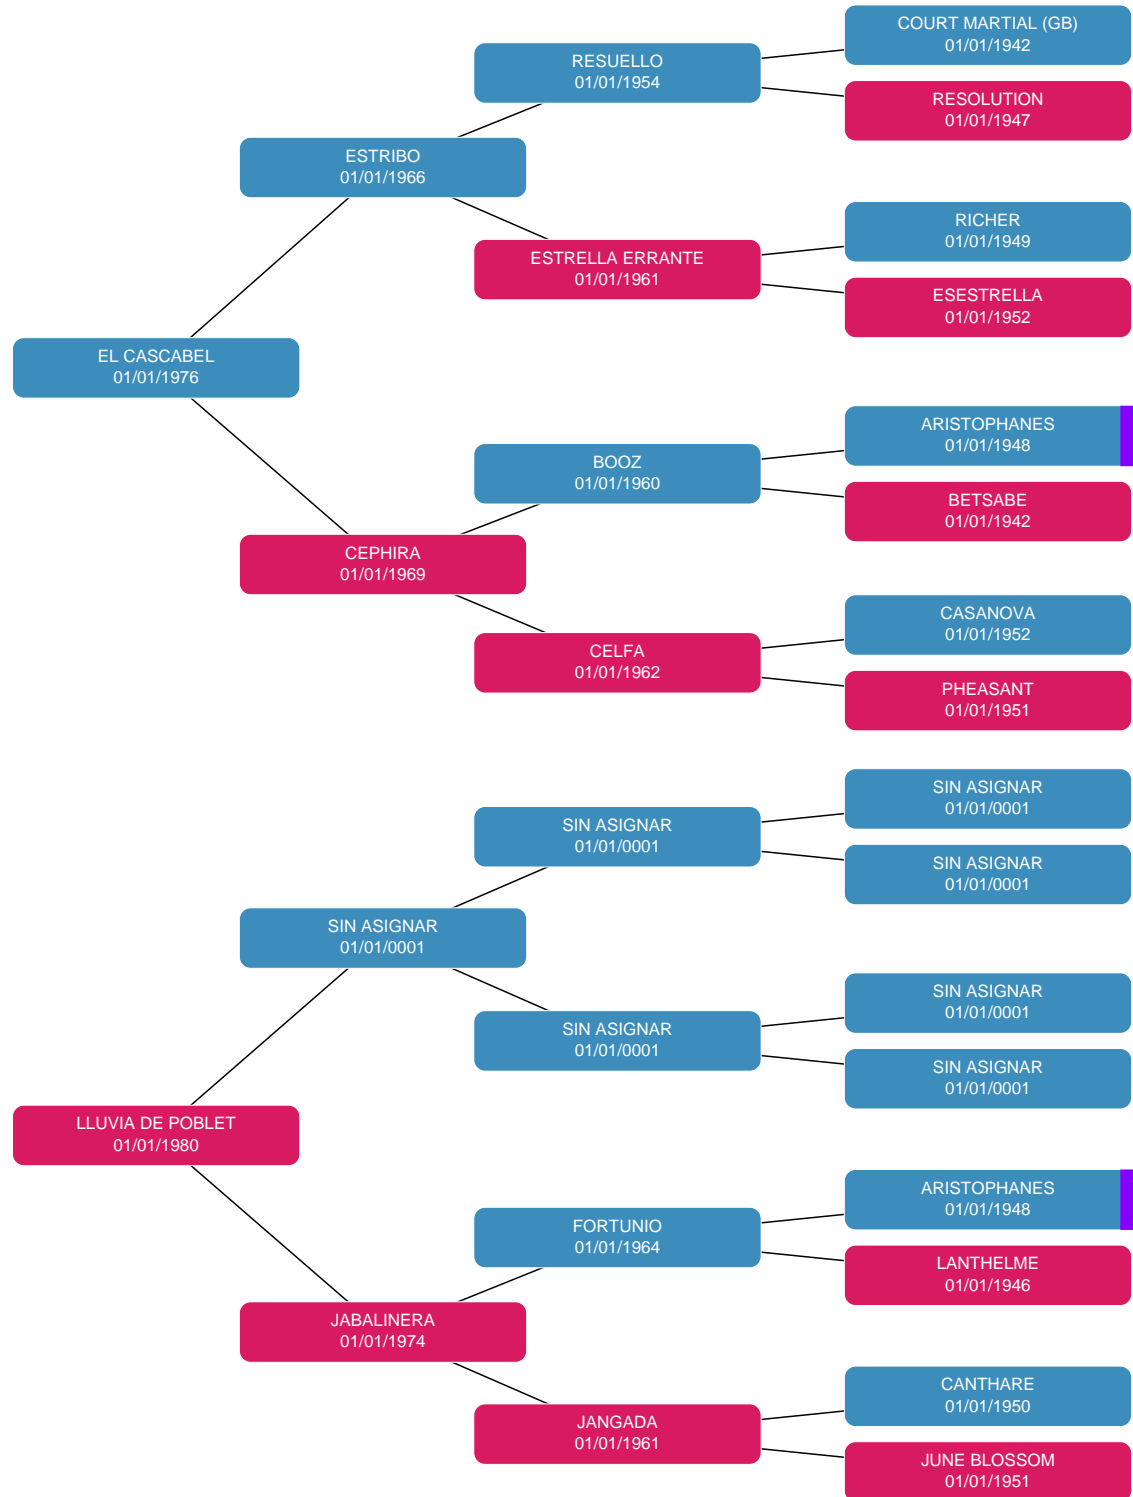 COURT MARTIAL (GB)
01/01/1942
RESUELLO
01/01/1954
RESOLUTION
01/01/1947
ESTRIBO
01/01/1966
RICHER
01/01/1949
ESTRELLA ERRANTE
01/01/1961
ESESTRELLA
01/01/1952
EL CASCABEL
01/01/1976
ARISTOPHANES
01/01/1948
BOOZ
01/01/1960
BETSABE
01/01/1942
CEPHIRA
01/01/1969
CASANOVA
01/01/1952
CELFA
01/01/1962
PHEASANT
01/01/1951
SIN ASIGNAR
01/01/0001
SIN ASIGNAR
01/01/0001
SIN ASIGNAR
01/01/0001
SIN ASIGNAR
01/01/0001
SIN ASIGNAR
01/01/0001
SIN ASIGNAR
01/01/0001
SIN ASIGNAR
01/01/0001
LLUVIA DE POBLET
01/01/1980
ARISTOPHANES
01/01/1948
FORTUNIO
01/01/1964
LANTHELME
01/01/1946
JABALINERA
01/01/1974
CANTHARE
01/01/1950
JANGADA
01/01/1961
JUNE BLOSSOM
01/01/1951